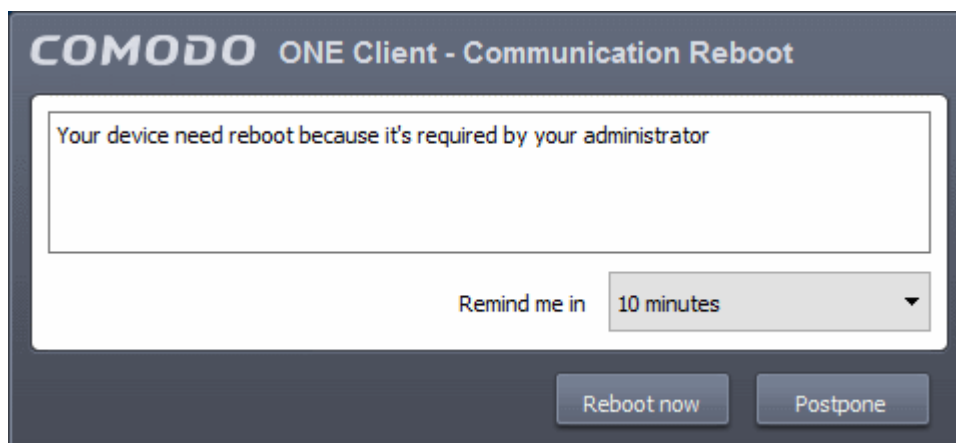 COMODO ONE Client - Communication Reboot
Your device need reboot because it's required by your administrator
Remind me in 10 minutes
Reboot now Postpone